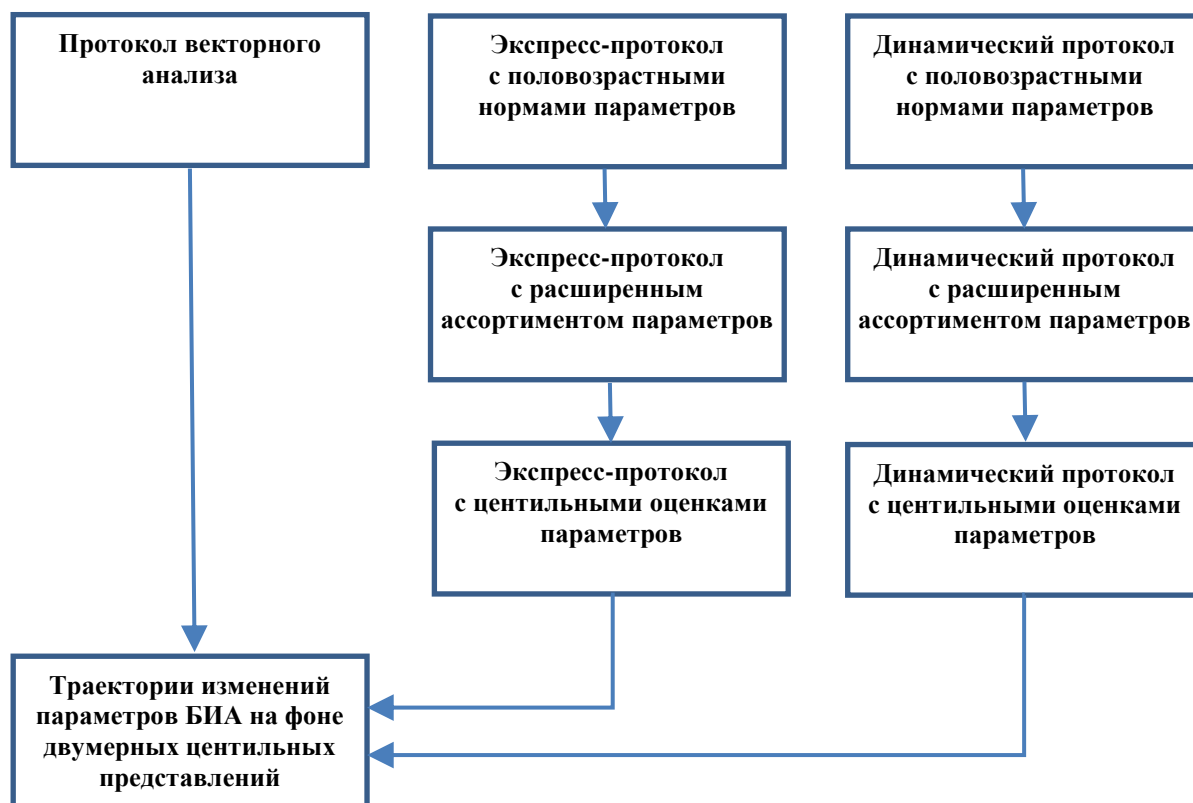 Протокол векторного
анализа
Экспресс-протокол
с половозрастными
нормами параметров
Динамический протокол
с половозрастными
нормами параметров
Экспресс-протокол
с расширенным
ассортиментом параметров
Динамический протокол
с расширенным
ассортиментом параметров
Экспресс-протокол
с центильными оценками
параметров
Динамический протокол
с центильными оценками
параметров
Траектории изменений
параметров БИА на фоне
двумерных центильных
представлений